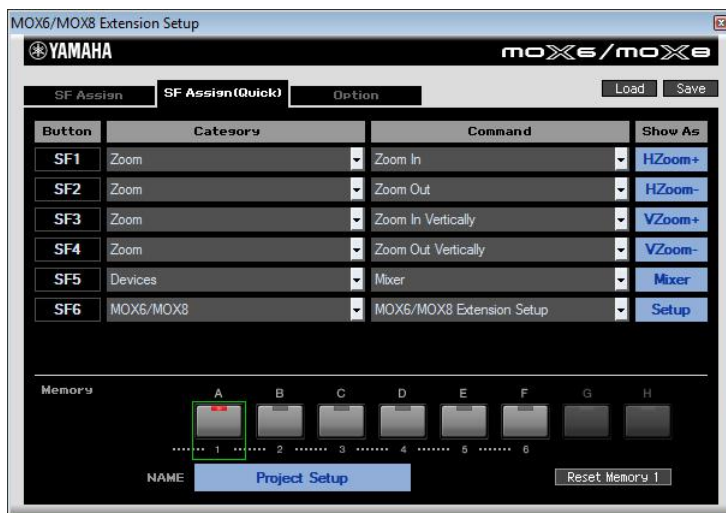 MOX6/MOX8 Extension Setup
YAMAHA MOX6/MOX8
SF Assign SF Assign(Quick) Option Load Save
Button Category Command Show As
SF1 Zoom Zoom In HZoom+
SF2 Zoom Zoom Out HZoom-
SF3 Zoom Zoom In Vertically VZoom+
SF4 Zoom Zoom Out Vertically VZoom-
SF5 Devices Mixer Mixer
SF6 MOX6/MOX8 MOX6/MOX8 Extension Setup Setup
Memory A B C D E F G H
1 2 3 4 5 6
NAME Project Setup Reset Memory 1